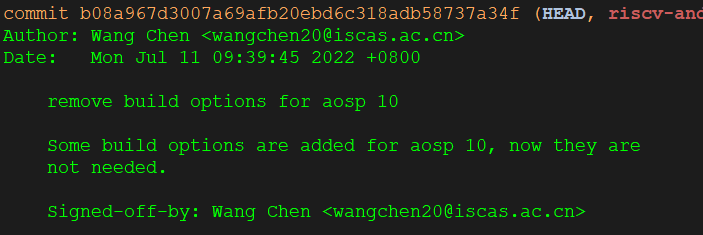 commit b08a967d3007a69afb20ebd6c318adb58737a34f (HEAD, riscv-and
Author: Wang Chen <wangchen20@iscas.ac.cn>
Date:   Mon Jul 11 09:39:45 2022 +0800
remove build options for aosp 10
Some build options are added for aosp 10, now they are
not needed.
Signed-off-by: Wang Chen <wangchen20@iscas.ac.cn>